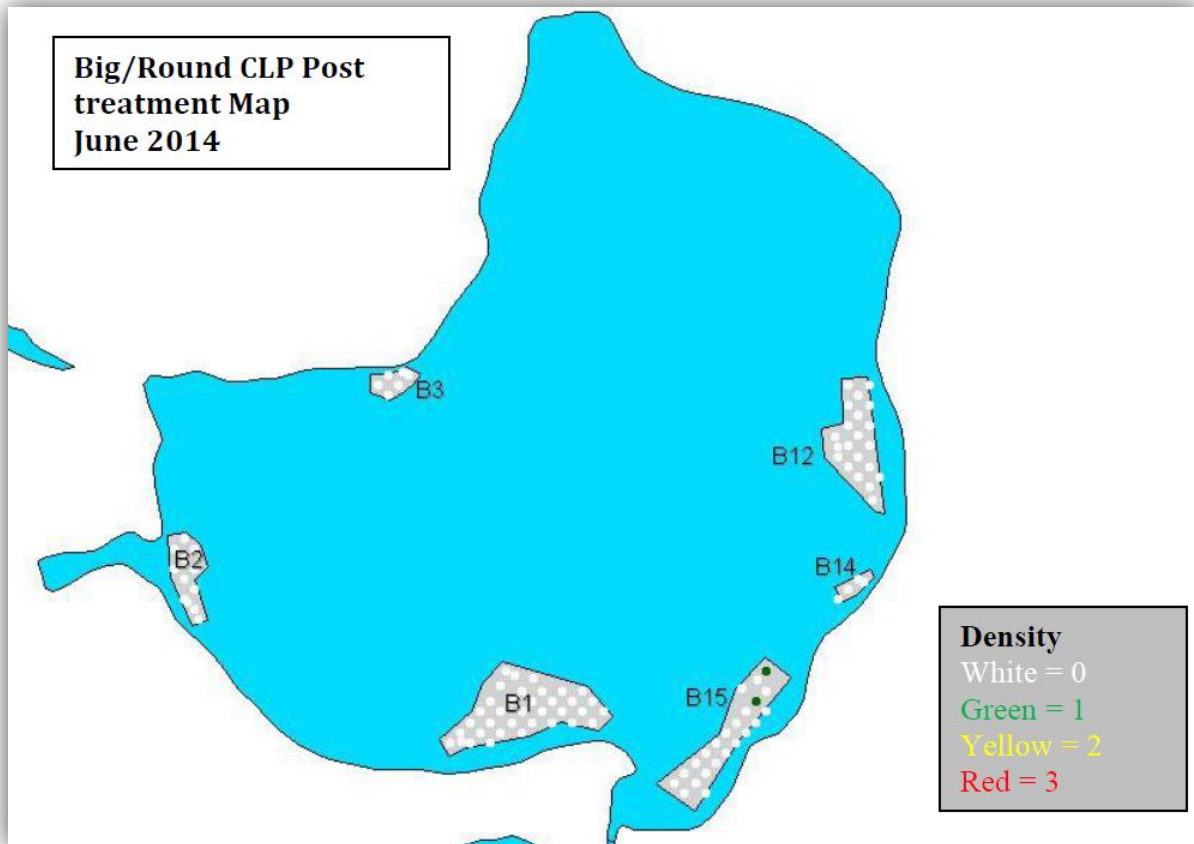 Big/Round CLP Post
treatment Map
June 2014
B3
B12
B2
B14
B15
B1
Density
White = 0
Green = 1
Yellow = 2
Red = 3